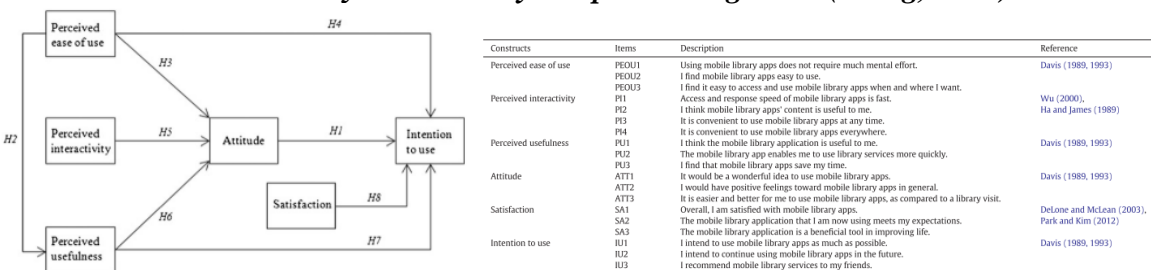 Perceived
ease of use
H4
H3
H2
Perceived
interactivity
H5
Attitude
H1
Intention
to use
Satisfaction
H8
H6
H7
Perceived
usefulness
Constructs Items Description Reference
Perceived ease of use PEOU1 Using mobile library apps does not require much mental effort. Davis (1989, 1993)
PEOU2 I find mobile library apps easy to use.
PEOU3 I find it easy to access and use mobile library apps when and where I want.
Perceived interactivity PI1 Access and response speed of mobile library apps is fast. Wu (2000),
PI2 I think mobile library apps' content is useful to me. Ha and James (1989)
PI3 It is convenient to use mobile library apps at any time.
PI4 It is convenient to use mobile library apps everywhere.
Perceived usefulness PU1 I think the mobile library application is useful to me. Davis (1989, 1993)
PU2 The mobile library app enables me to use library services more quickly.
PU3 I find that mobile library apps save my time.
Attitude ATT1 It would be a wonderful idea to use mobile library apps. Davis (1989, 1993)
ATT2 I would have positive feelings toward mobile library apps in general.
ATT3 It is easier and better for me to use mobile library apps, as compared to a library visit.
Satisfaction SA1 Overall, I am satisfied with mobile library apps. DeLone and McLean (2003),
SA2 The mobile library application that I am now using meets my expectations. Park and Kim (2012)
SA3 The mobile library application is a beneficial tool in improving life.
Intention to use IU1 I intend to use mobile library apps as much as possible. Davis (1989, 1993)
IU2 I intend to continue using mobile library apps in the future.
IU3 I recommend mobile library services to my friends.